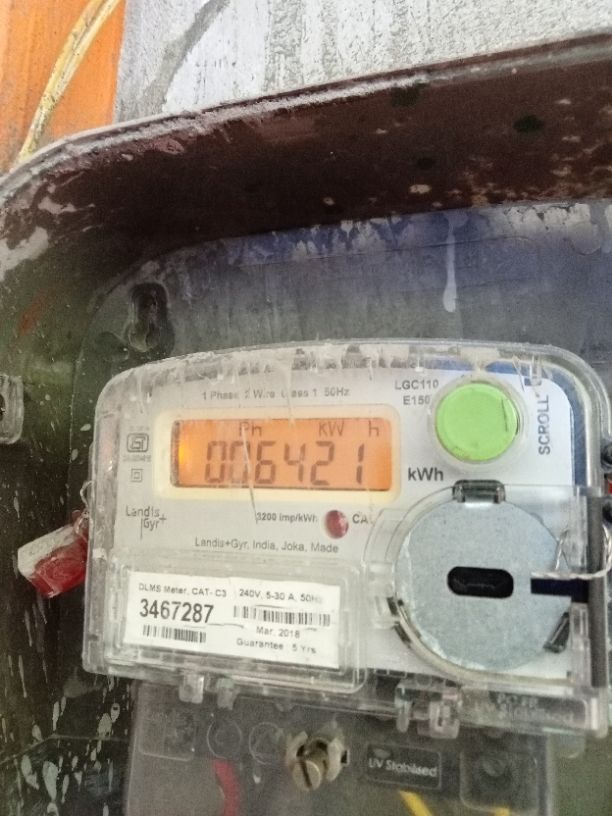 1 Phase 2 Wire Class 1 50Hz
LGC110
E150
Ph KW h
006421
kWh
SCROLL
Landis
Gyr+
3200 imp/kWh
CAL
Landis+Gyr, India, Joka, Made
DLMS Meter, CAT- C3 240V, 5-30 A, 50Hz
3467287
Mar, 2018
Guarantee 5 Yrs
UV Stabilised